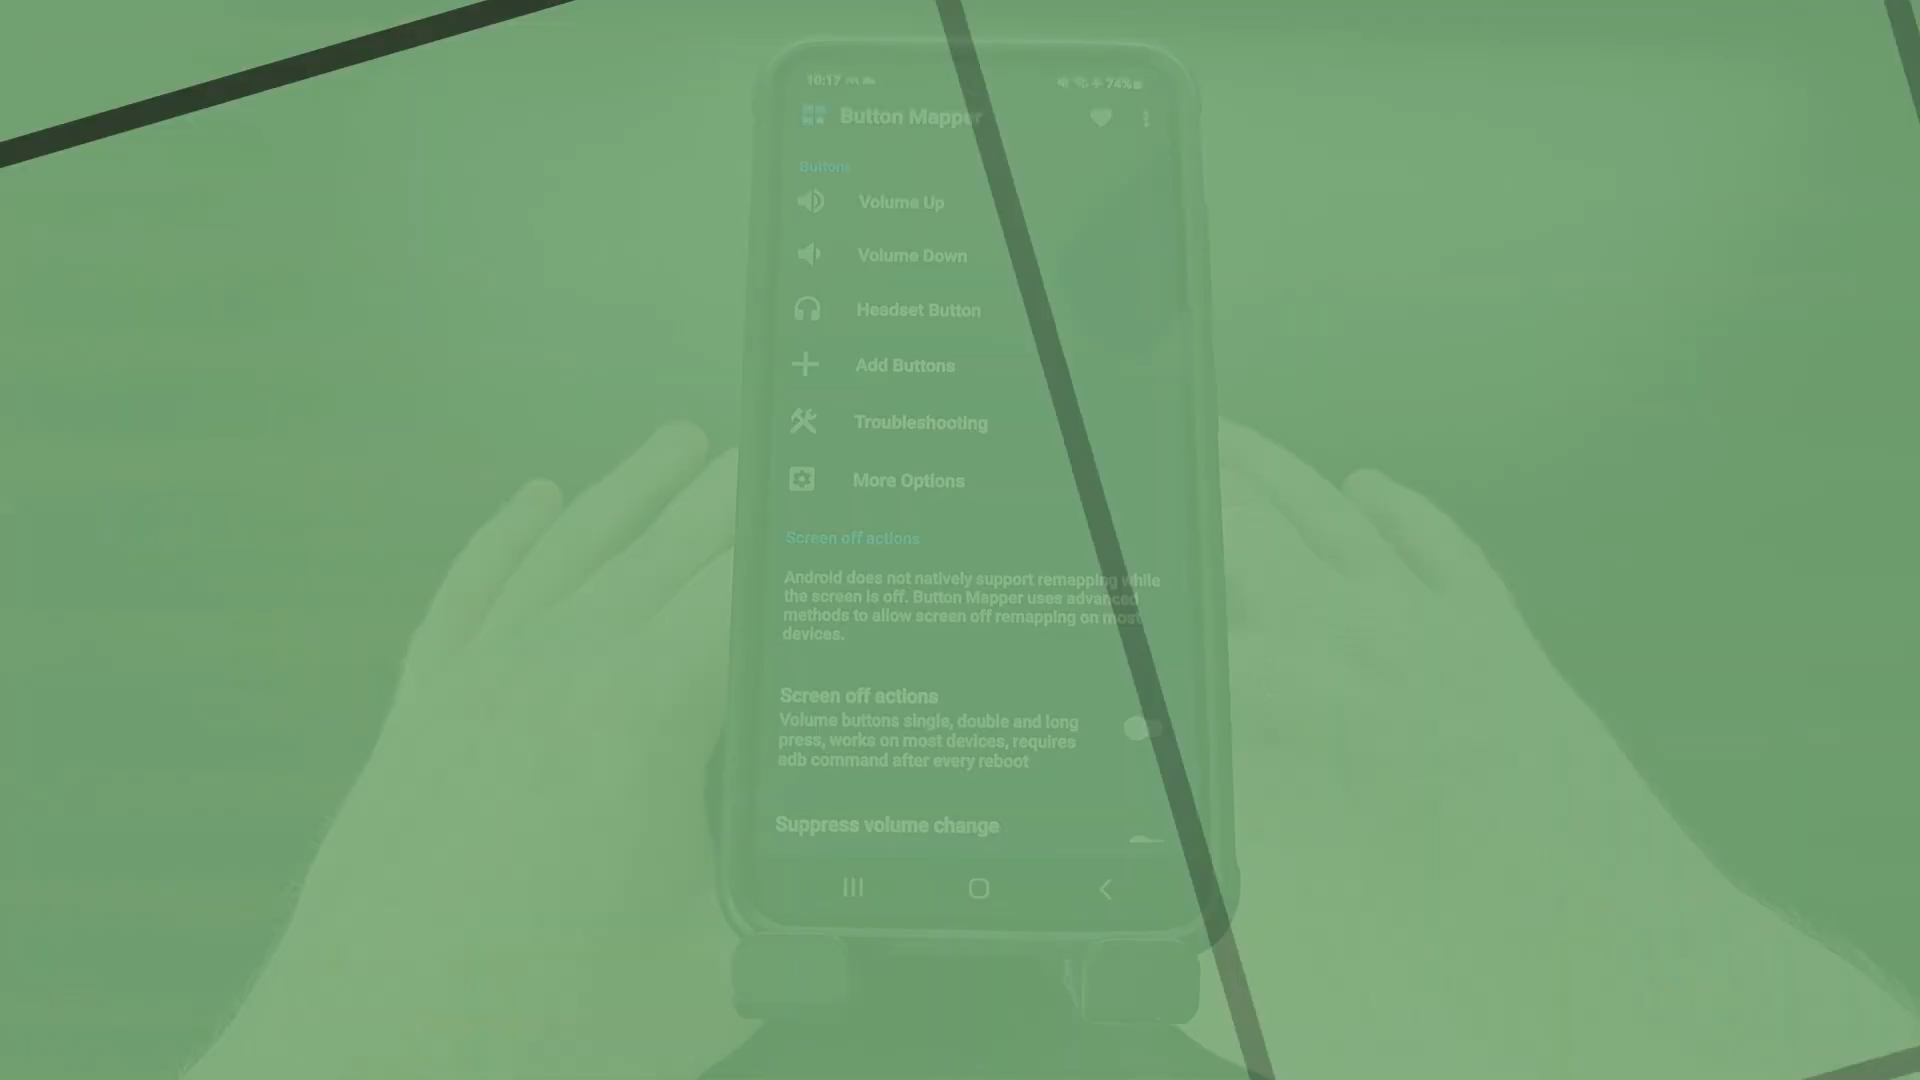 10:17
74%
Button Mapper
Buttons
Volume Up
Volume Down
Headset Button
Add Buttons
Troubleshooting
More Options
Screen off actions
Android does not natively support remapping while
the screen is off. Button Mapper uses advanced
methods to allow screen off remapping on most
devices.
Screen off actions
Volume buttons single, double and long
press, works on most devices, requires
adb command after every reboot
Suppress volume change